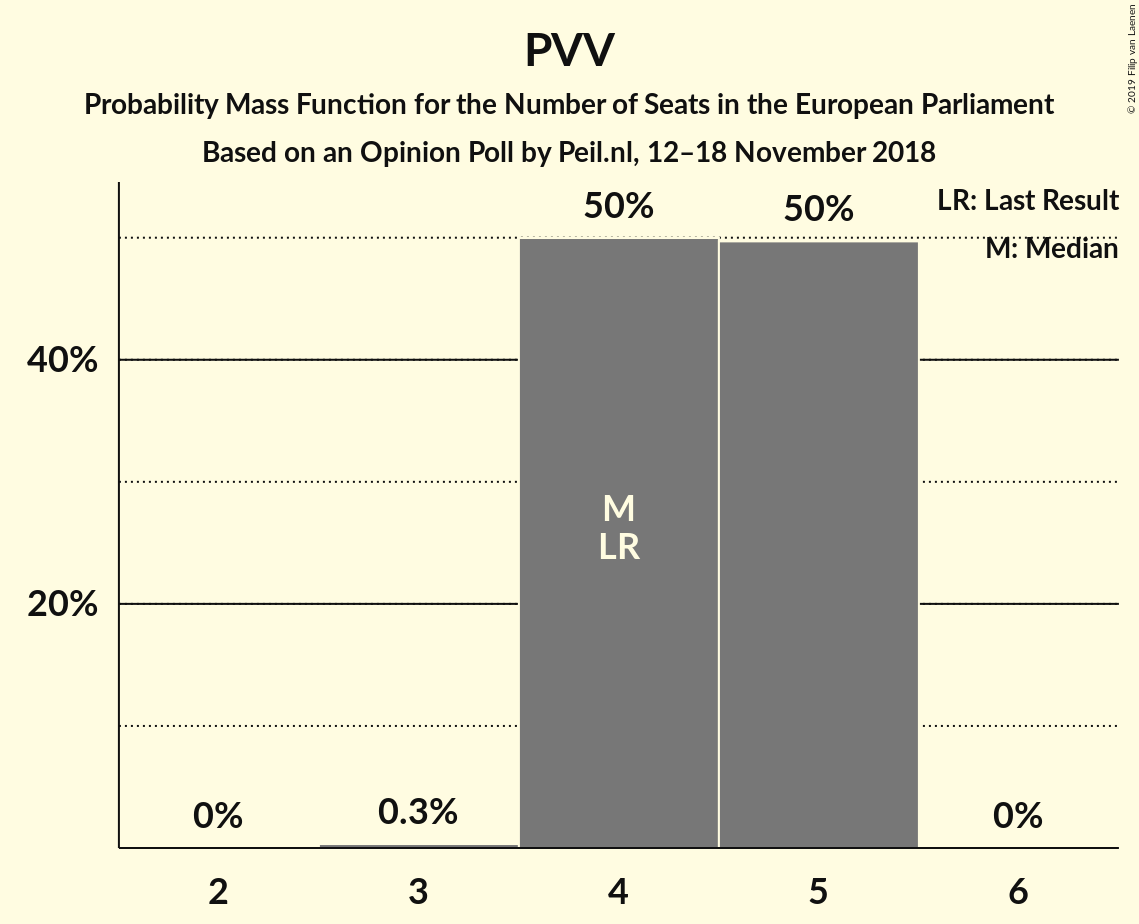 PVV
Probability Mass Function for the Number of Seats in the European Parliament
Based on an Opinion Poll by Peil.nl, 12–18 November 2018
© 2019 Filip van Laenen
LR: Last Result
M: Median
50%
50%
40%
M
LR
20%
0%
0.3%
0%
2
3
4
5
6